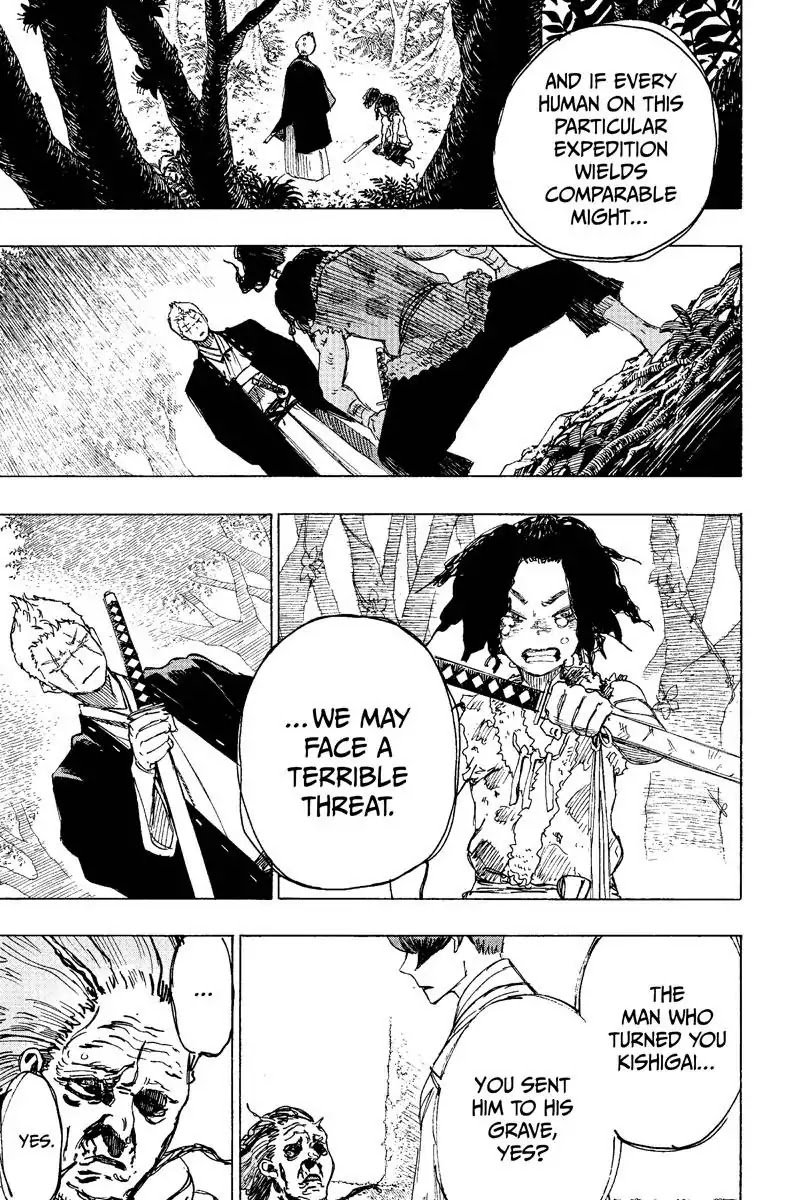 AND IF EVERY
HUMAN ON THIS
PARTICULAR
EXPEDITION
WIELDS
COMPARABLE
MIGHT...
...WE MAY
FACE A
TERRIBLE
THREAT.
THE
MAN WHO
TURNED YOU
KISHIGAI...
YOU SENT
HIM TO HIS
GRAVE,
YES?
...
YES.